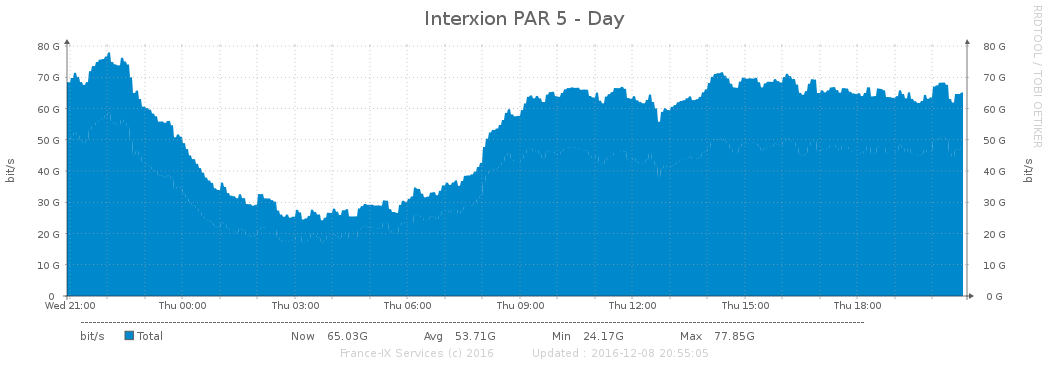 Interxion PAR 5 - Day
RRDTOOL / TOBI OETIKER
80 G 80 G
70 G 70 G
60 G 60 G
50 G 50 G
40 G 40 G
30 G 30 G
20 G 20 G
10 G 10 G
0 0 G
bit/s bit/s
Wed 21:00 Thu 00:00 Thu 03:00 Thu 06:00 Thu 09:00 Thu 12:00 Thu 15:00 Thu 18:00
bit/s Total Now 65.03G Avg 53.71G Min 24.17G Max 77.85G
France-IX Services (c) 2016 Updated : 2016-12-08 20:55:05